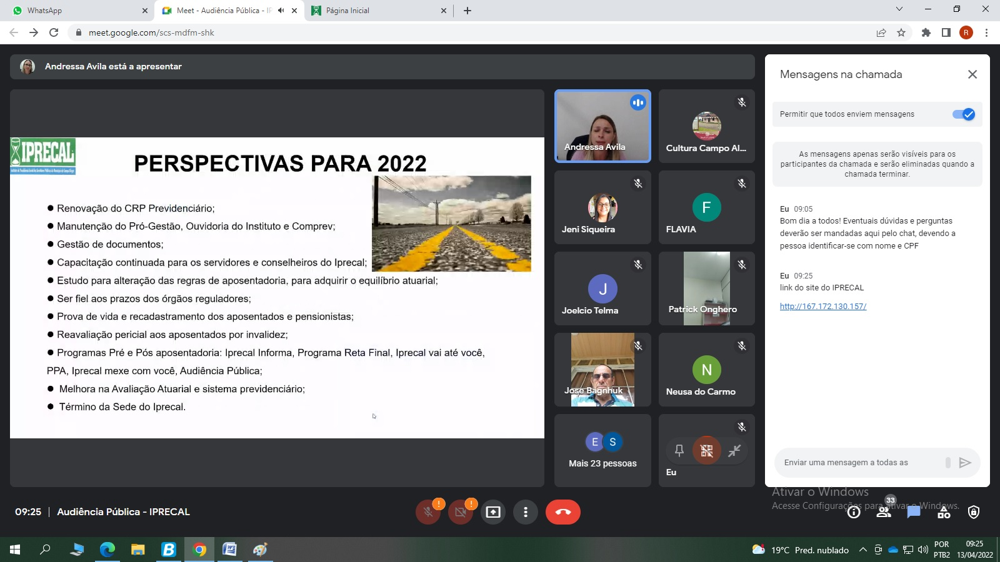 WhatsApp
Meet - Audiência Pública - IP
Página Inicial
meet.google.com/scs-mdfm-shk
R
Andressa Avila está a apresentar
IPRECAL
PERSPECTIVAS PARA 2022
● Renovação do CRP Previdenciário;
● Manutenção do Pró-Gestão, Ouvidoria do Instituto e Comprev;
● Gestão de documentos;
● Capacitação continuada para os servidores e conselheiros do Iprecal;
● Estudo para alteração das regras de aposentadoria, para adquirir o equilíbrio atuarial;
● Ser fiel aos prazos dos órgãos reguladores;
● Prova de vida e recadastramento dos aposentados e pensionistas;
● Reavaliação pericial aos aposentados por invalidez;
● Programas Pré e Pós aposentadoria: Iprecal Informa, Programa Reta Final, Iprecal vai até você,
PPA, Iprecal mexe com você, Audiência Pública;
● Melhora na Avaliação Atuarial e sistema previdenciário;
● Término da Sede do Iprecal.
Andressa Avila
Cultura Campo Al...
Jeni Siqueira
F
FLAVIA
J
Joelcio Telma
Patrick Onghero
Jose Bagnhuk
N
Neusa do Carmo
E S
Mais 23 pessoas
Eu
Mensagens na chamada
Permitir que todos enviem mensagens
As mensagens apenas serão visíveis para os
participantes da chamada e serão eliminadas quando a
chamada terminar.
Eu 09:05
Bom dia a todos! Eventuais dúvidas e perguntas
deverão ser mandadas aqui pelo chat, devendo a
pessoa identificar-se com nome e CPF
Eu 09:25
link do site do IPRECAL
http://167.172.130.157/
Enviar uma mensagem a todas as
Ativar o Windows
Acesse Configurações para ativar o Windows.
09:25 | Audiência Pública - IPRECAL
! !
33
B
W
19°C Pred. nublado
POR
PTB2
09:25
13/04/2022